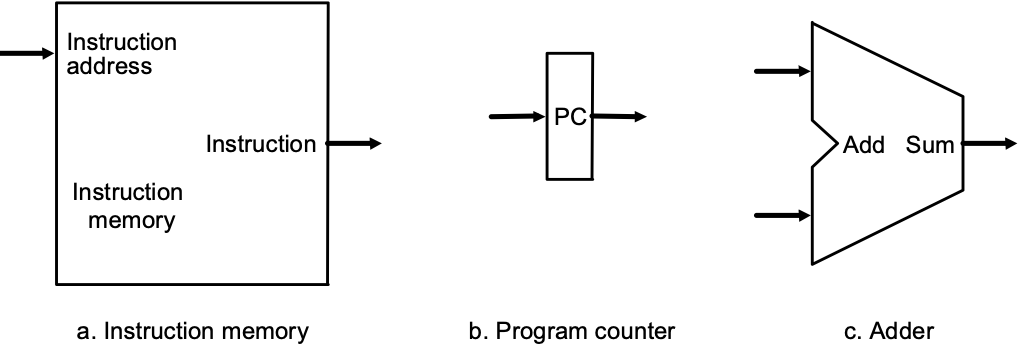 Instruction
address
Instruction
Instruction
memory
PC
Add
Sum
a. Instruction memory
b. Program counter
c. Adder